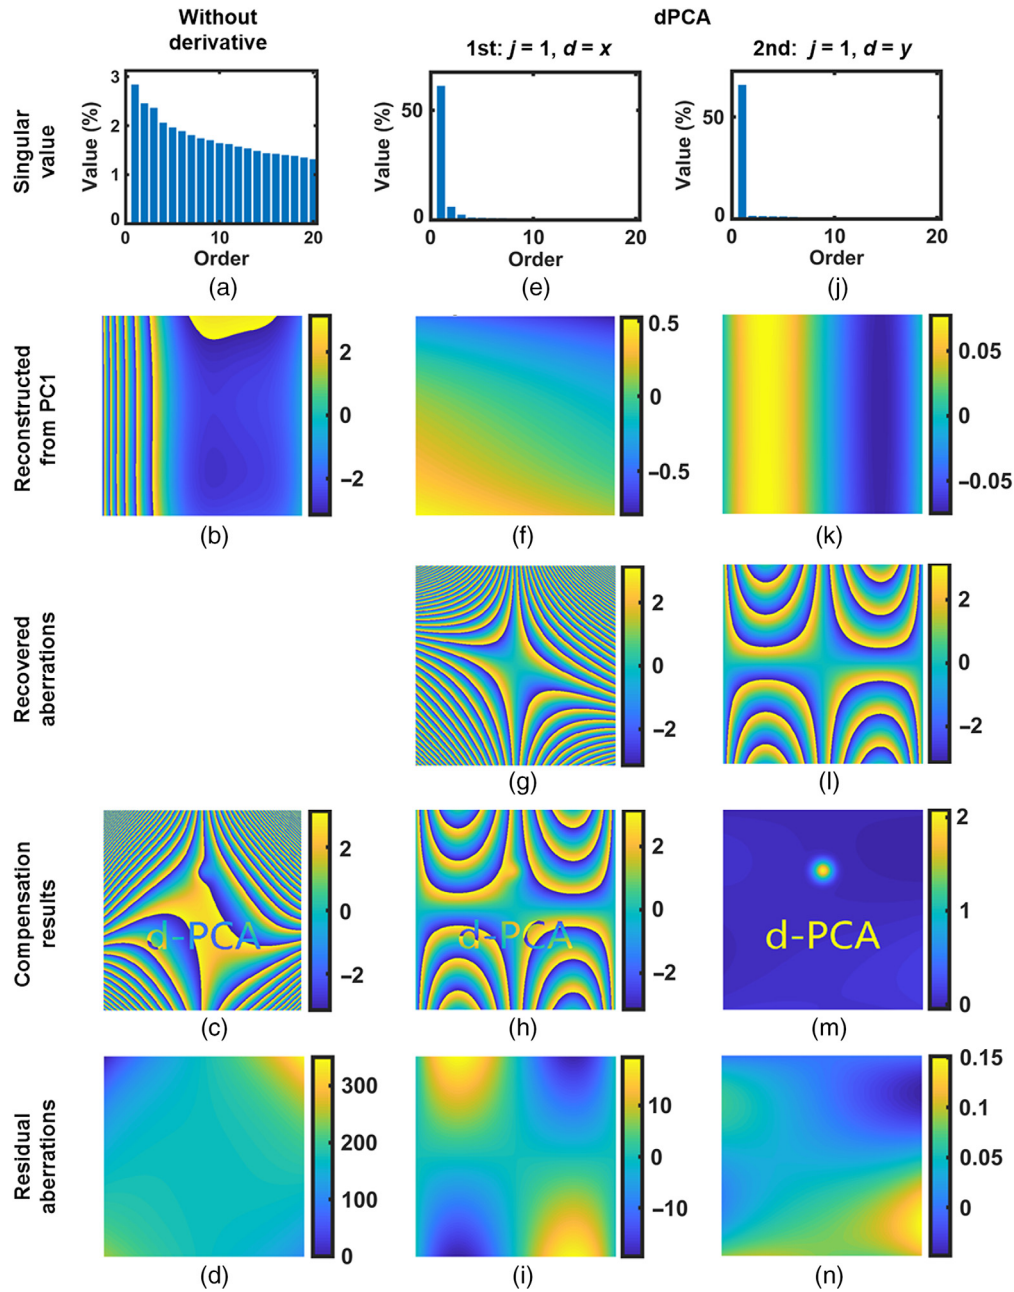 Without
derivative
dPCA
1st: j = 1, d = x
2nd: j = 1, d = y
Singular
value
Value (%)
3
2
1
0
0
10
20
Order
(a)
Value (%)
50
0
0
10
20
Order
(e)
Value (%)
50
0
0
10
20
Order
(j)
Reconstructed
from PC1
2
0
−2
(b)
0.5
0
−0.5
(f)
0.05
0
−0.05
(k)
Recovered
aberrations
2
0
−2
(g)
2
0
−2
(l)
Compensation
results
d-PCA
2
0
−2
(c)
d-PCA
2
0
−2
(h)
d-PCA
2
1
0
(m)
Residual
aberrations
300
200
100
0
(d)
10
0
−10
(i)
0.15
0.1
0.05
0
(n)